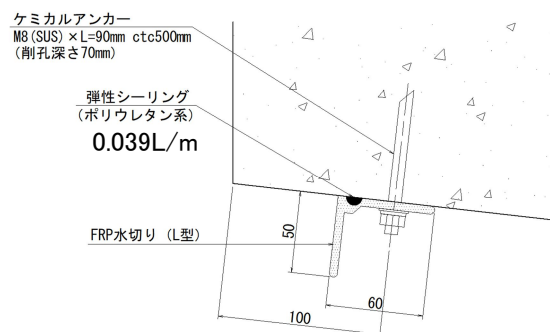 ケミカルアンカー
M8(SUS)×L=90mm ctc500mm
(削孔深さ70mm)
弾性シーリング
(ポリウレタン系)
0.039L/m
FRP水切り (L型)
50
60
100